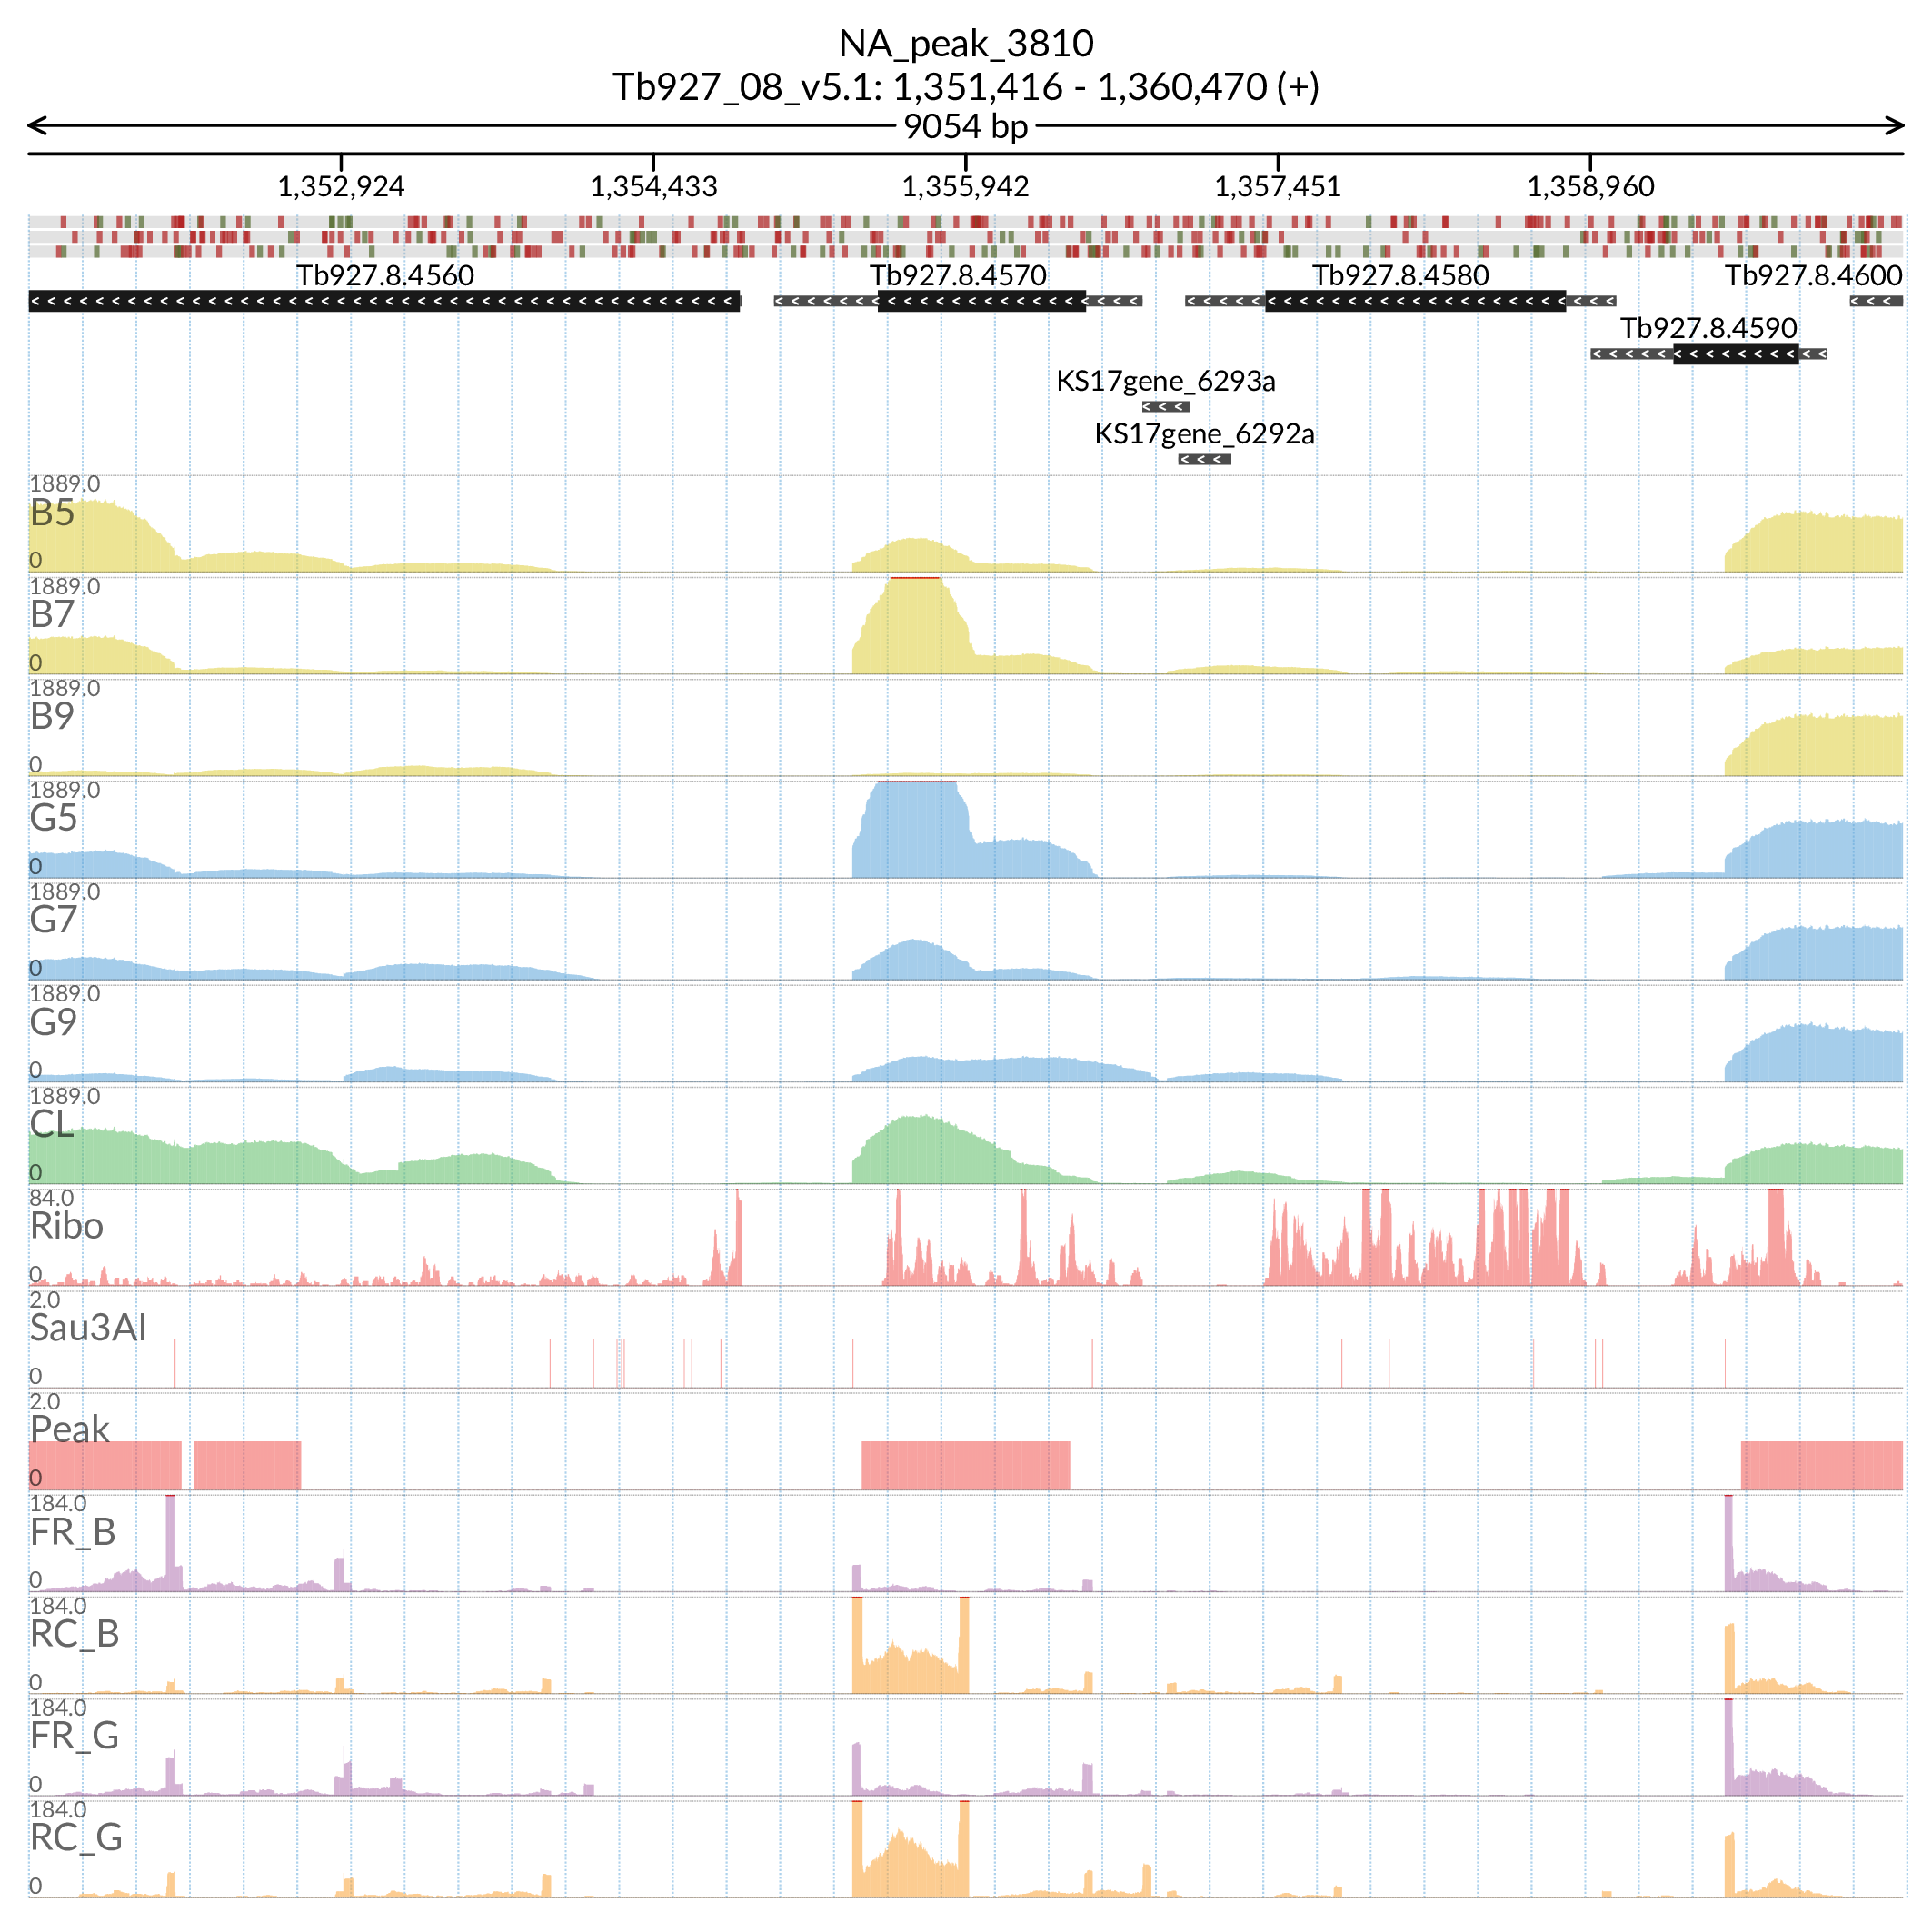 NA_peak_3810
Tb927_08_v5.1: 1,351,416 - 1,360,470 (+)
9054 bp
1,352,924 1,354,433 1,355,942 1,357,451 1,358,960
Tb927.8.4560 Tb927.8.4570 Tb927.8.4580 Tb927.8.4600
Tb927.8.4590
KS17gene_6293a
KS17gene_6292a
1889.0
B5
0
1889.0
B7
0
1889.0
B9
0
1889.0
G5
0
1889.0
G7
0
1889.0
G9
0
1889.0
CL
0
84.0
Ribo
0
2.0
Sau3AI
0
2.0
Peak
0
184.0
FR_B
0
184.0
RC_B
0
184.0
FR_G
0
184.0
RC_G
0